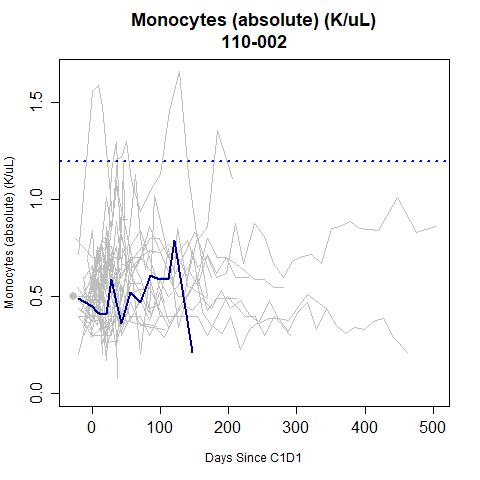 Monocytes (absolute) (K/uL)
110-002
Monocytes (absolute) (K/uL)
1.5
1.0
0.5
0.0
0 100 200 300 400 500
Days Since C1D1